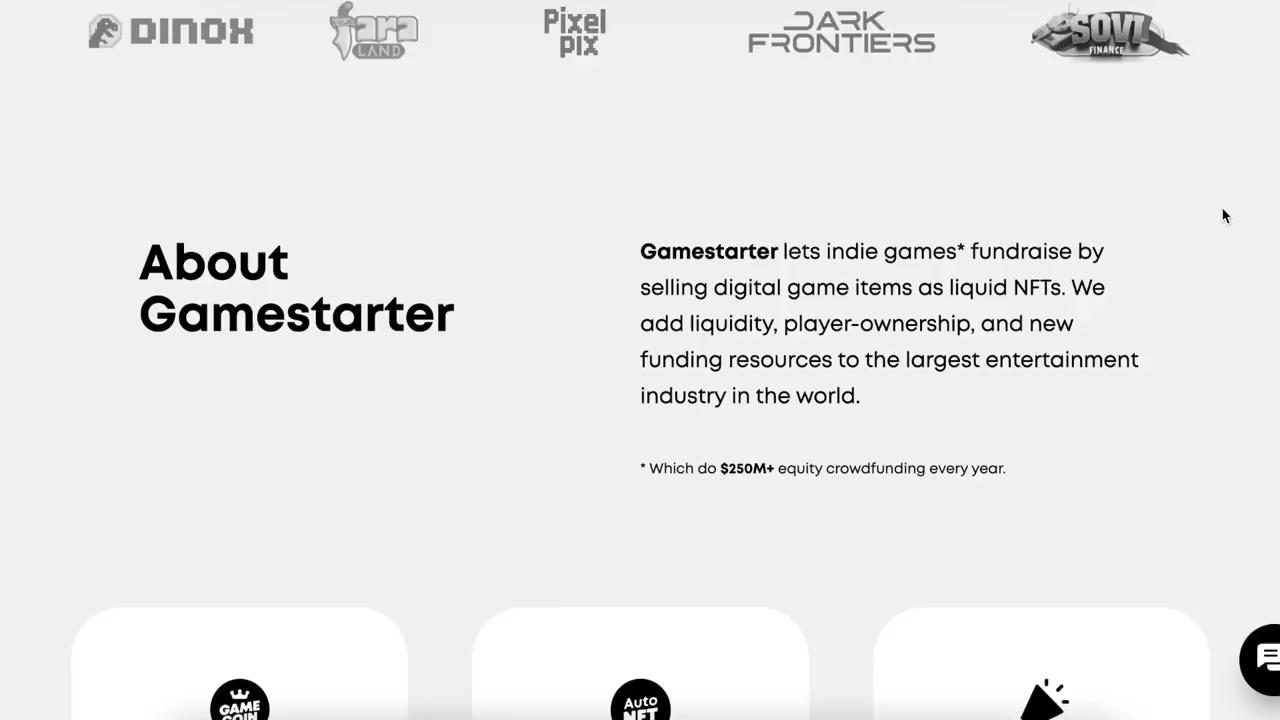 DINOX
Tara
LAND
Pixel
pix
DARK
FRONTIERS
SOVI
FINANCE
About
Gamestarter
Gamestarter lets indie games* fundraise by
selling digital game items as liquid NFTs. We
add liquidity, player-ownership, and new
funding resources to the largest entertainment
industry in the world.
* Which do $250M+ equity crowdfunding every year.
GAME
COIN
Auto
NFT